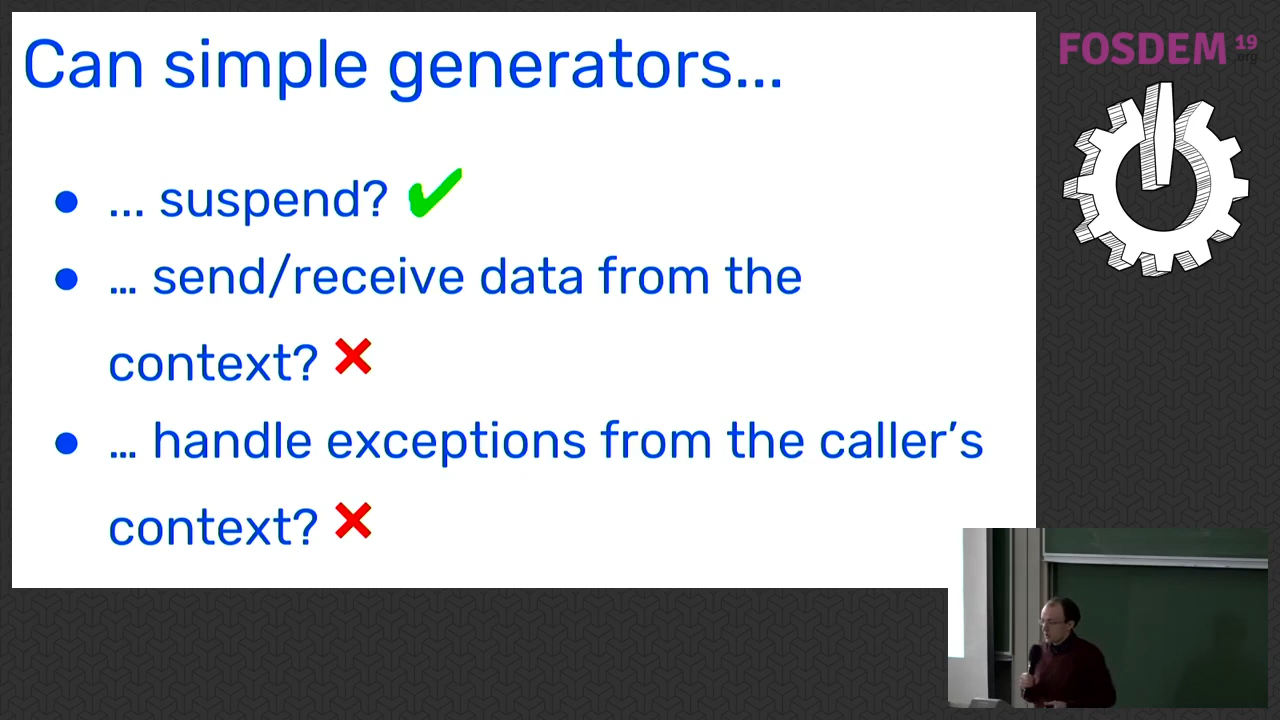 Can simple generators...
● ... suspend? ✔
● … send/receive data from the
context? ❌
● … handle exceptions from the caller’s
context? ❌
FOSDEM 19
.org